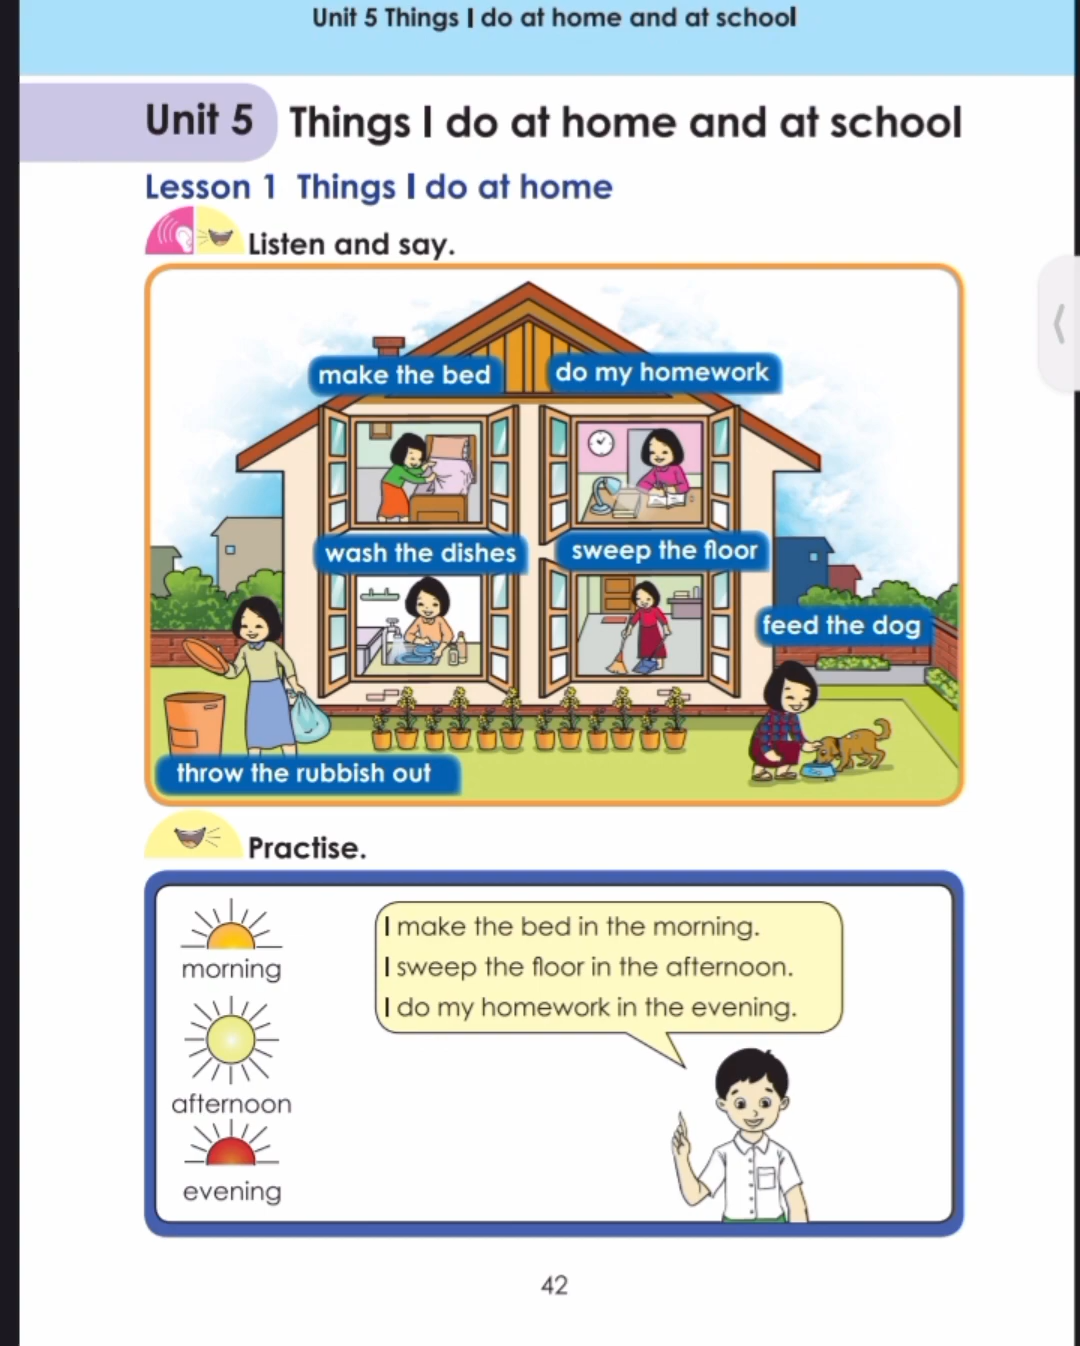 Unit 5 Things I do at home and at school
Unit 5 Things I do at home and at school
Lesson 1 Things I do at home
Listen and say.
make the bed
do my homework
wash the dishes
sweep the floor
feed the dog
throw the rubbish out
Practise.
morning
afternoon
evening
I make the bed in the morning.
I sweep the floor in the afternoon.
I do my homework in the evening.
42